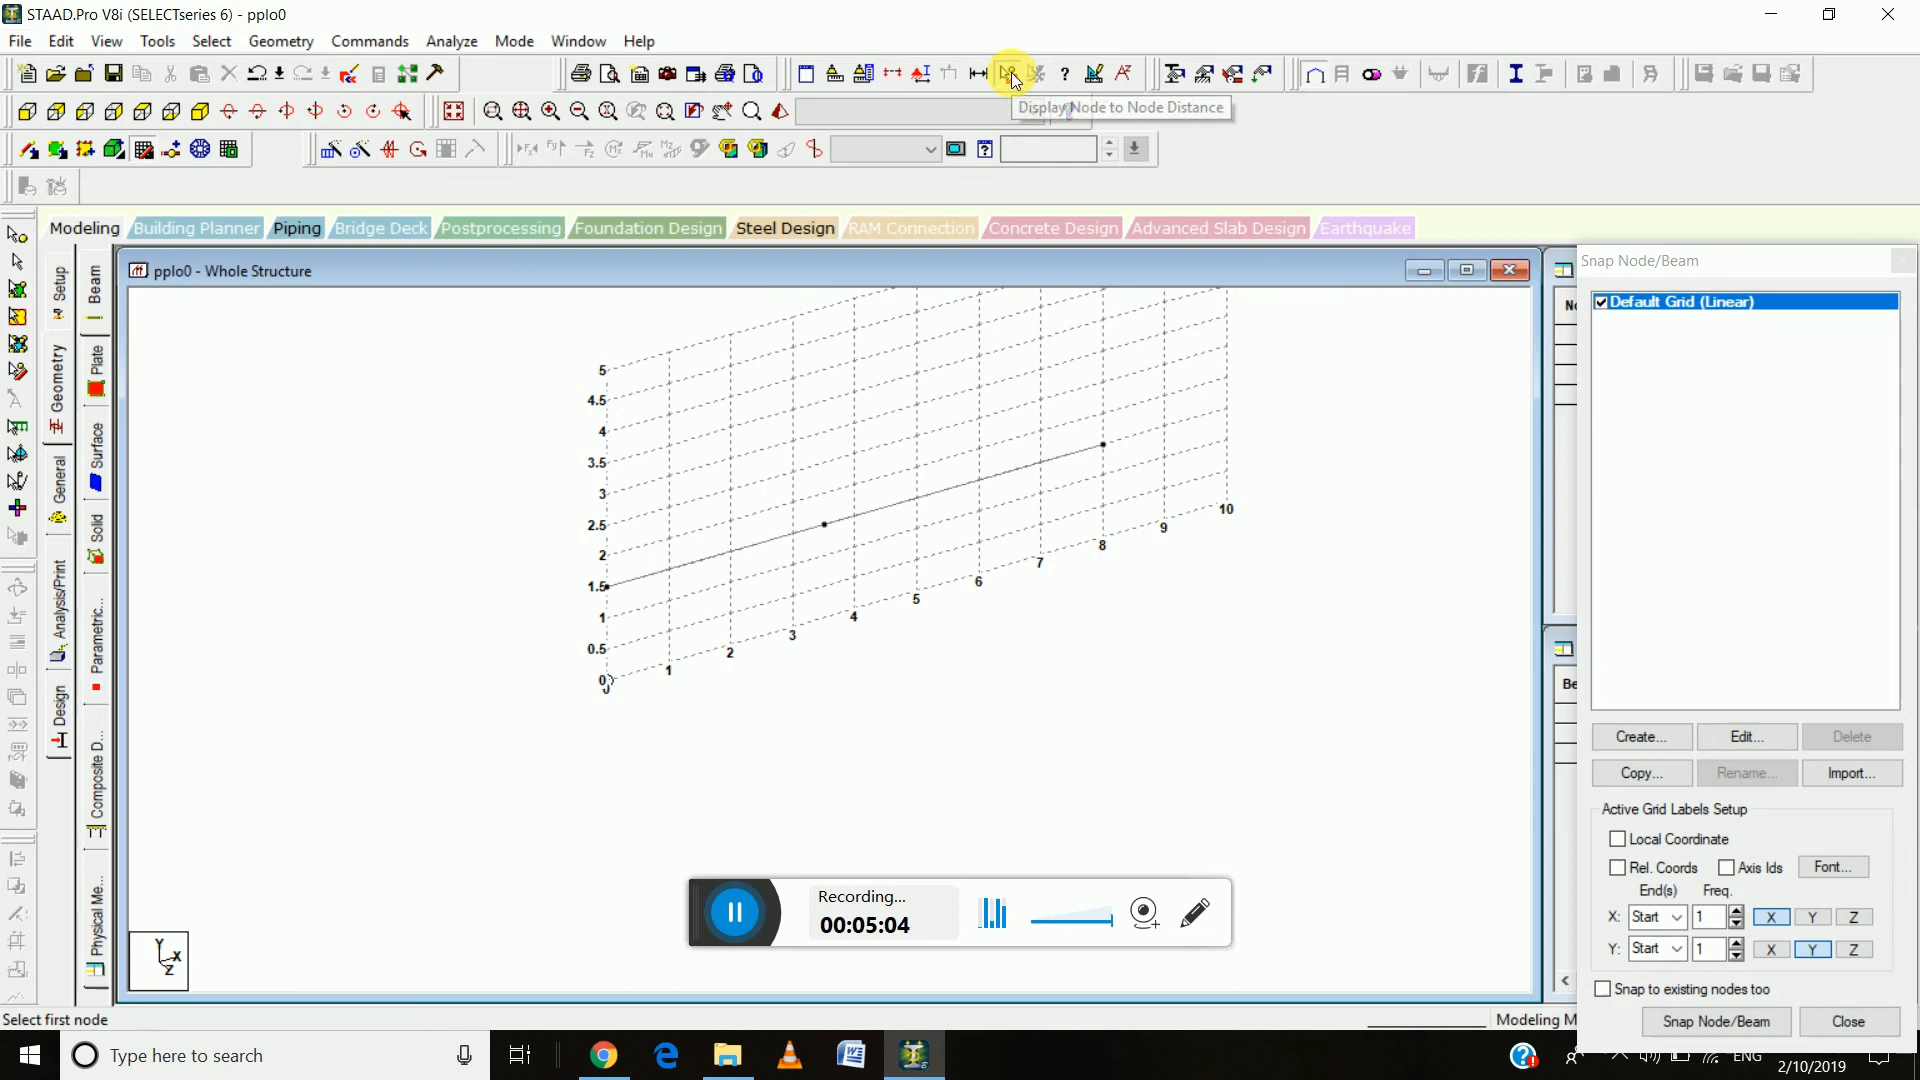 STAAD.Pro V8i (SELECTseries 6) - pplo0
File Edit View Tools Select Geometry Commands Analyze Mode Window Help
Display Node to Node Distance
Modeling Building Planner Piping Bridge Deck Postprocessing Foundation Design Steel Design RAM Connection Concrete Design Advanced Slab Design Earthquake
Setup
Geometry
General
Analysis/Print
Design
Beam
Plate
Surface
Solid
Parametric...
Composite D...
Physical Me...
pplo0 - Whole Structure
5
4.5
4
3.5
3
2.5
2
1.5
1
0.5
0
1
2
3
4
5
6
7
8
9
10
Y
X
Z
Recording...
00:05:04
Be
Snap Node/Beam
Default Grid (Linear)
Create... Edit... Delete
Copy... Rename... Import...
Active Grid Labels Setup
Local Coordinate
Rel. Coords Axis Ids Font...
End(s) Freq.
X: Start 1 X Y Z
Y: Start 1 X Y Z
Snap to existing nodes too
Snap Node/Beam Close
Select first node
Modeling M
Type here to search
ENG
2/10/2019